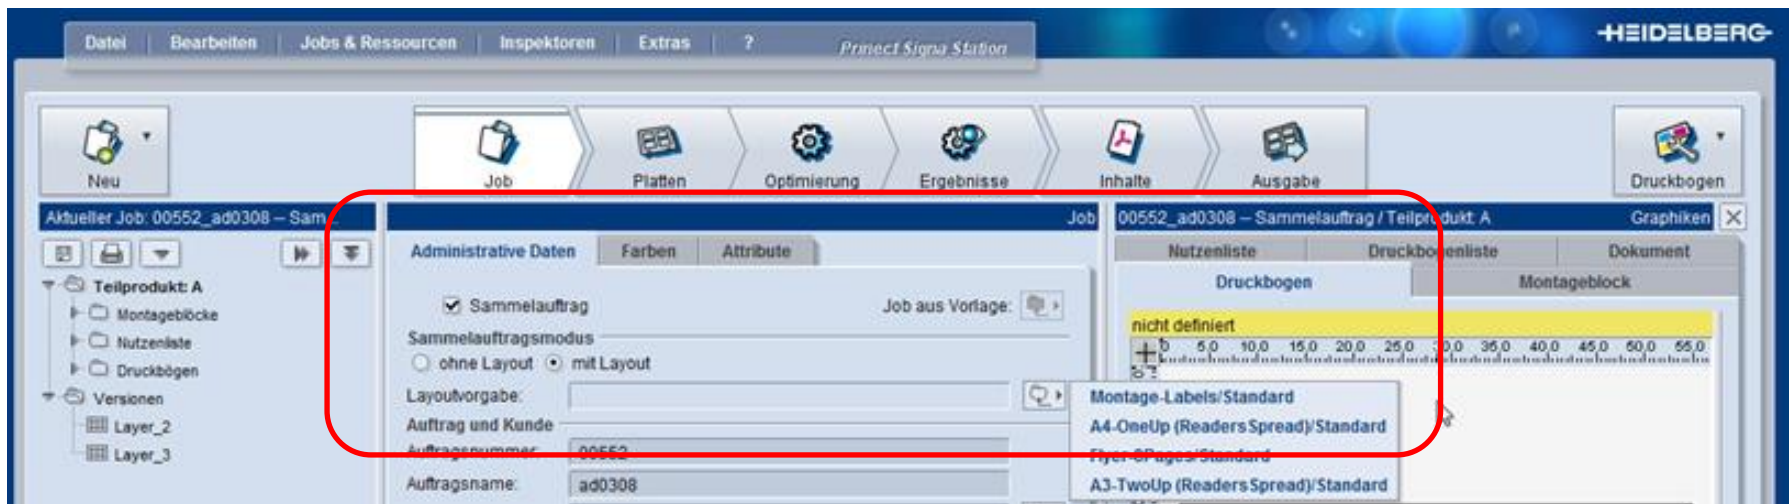 Datei Bearbeiten Jobs & Ressourcen Inspektoren Extras ? Prinect Signa Station HEIDELBERG
Neu Job Platten Optimierung Ergebnisse Inhalte Ausgabe Druckbogen
Aktueller Job: 00552_ad0308 – Sam... Job 00552_ad0308 – Sammelauftrag / Teilprodukt: A Graphiken
Administrative Daten Farben Attribute
Nutzenliste Druckbogenliste Dokument
Druckbogen Montageblock
Teilprodukt: A
Montageblöcke
Nutzenliste
Druckbögen
Versionen
Layer_2
Layer_3
Sammelauftrag Job aus Vorlage:
Sammelauftragsmodus
ohne Layout mit Layout
Layoutvorgabe:
Auftrag und Kunde
Auftragsnummer: 00552
Auftragsname: ad0308
nicht definiert
0 5,0 10,0 15,0 20,0 25,0 30,0 35,0 40,0 45,0 50,0 55,0
Montage-Labels/Standard
A4-OneUp (ReadersSpread)/Standard
Flyer-8Pages/Standard
A3-TwoUp (ReadersSpread)/Standard